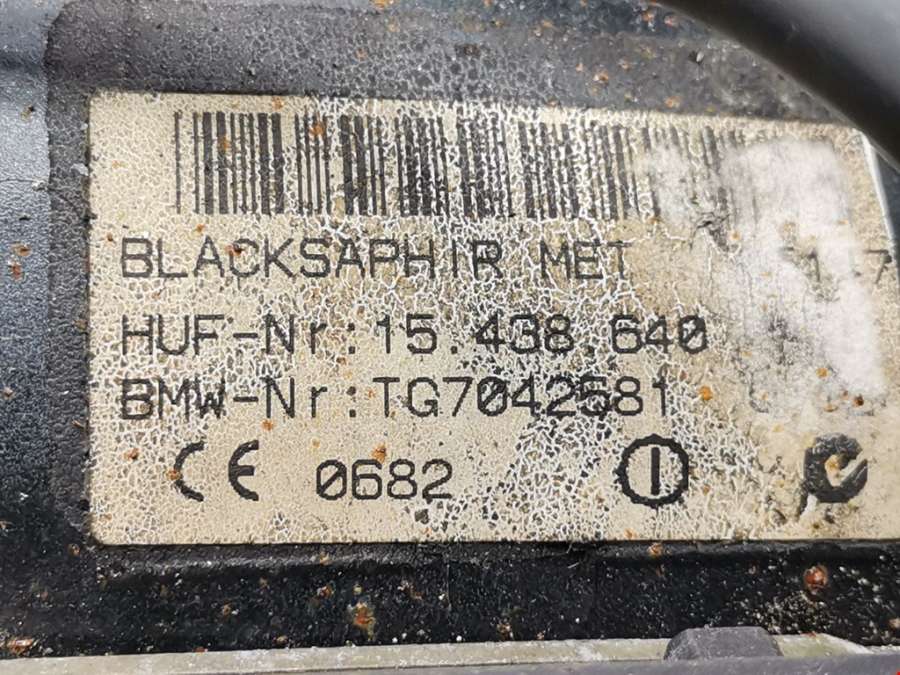 BLACKSAPHIR MET
HUF-Nr:15.438.640
BMW-Nr:TG7042581
CE 0682